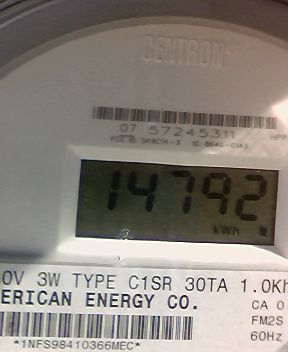 CENTRON®
07 57245311
14792
kWh
0V 3W TYPE C1SR 30TA 1.0Kh
ERICAN ENERGY CO.
CA 0
FM2S
60Hz
*1NFS98410366MEC*